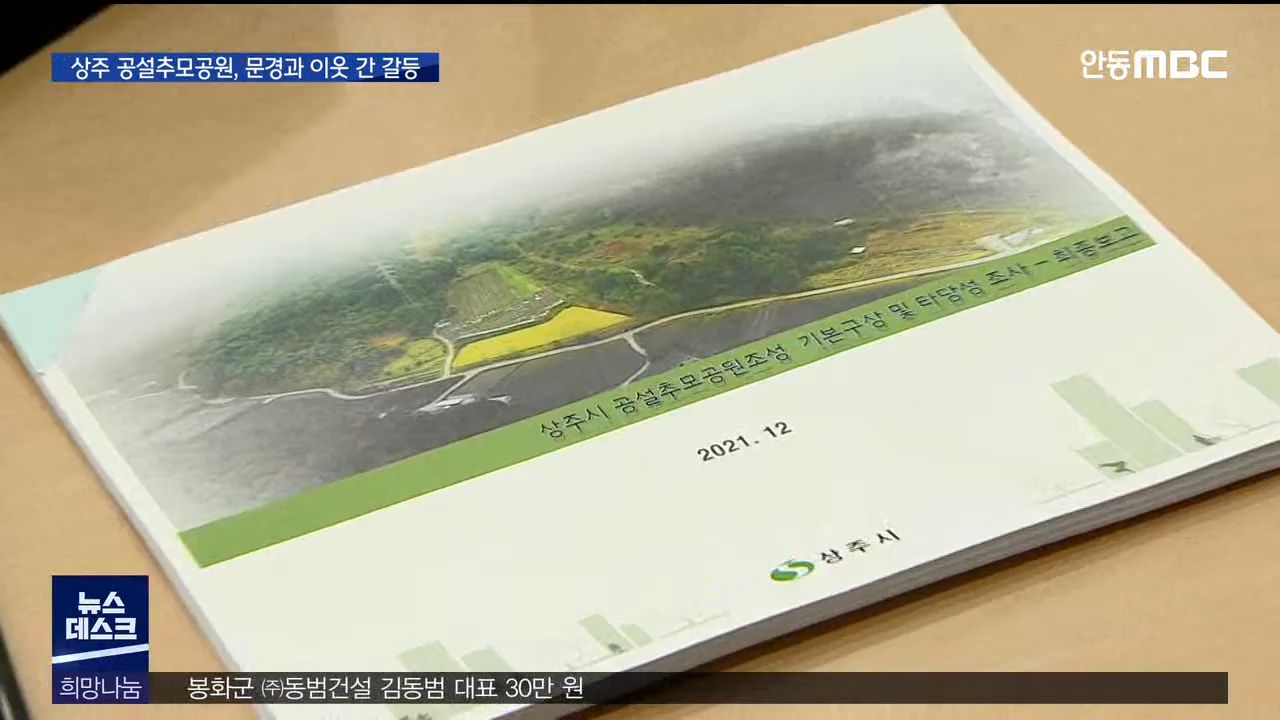 상주 공설추모공원, 문경과 이웃 간 갈등
안동MBC
상주시 공설추모공원조성 기본구상 및 타당성 조사 - 최종보고
2021. 12
상주시
뉴스
데스크
희망나눔
봉화군 ㈜동범건설 김동범 대표 30만 원